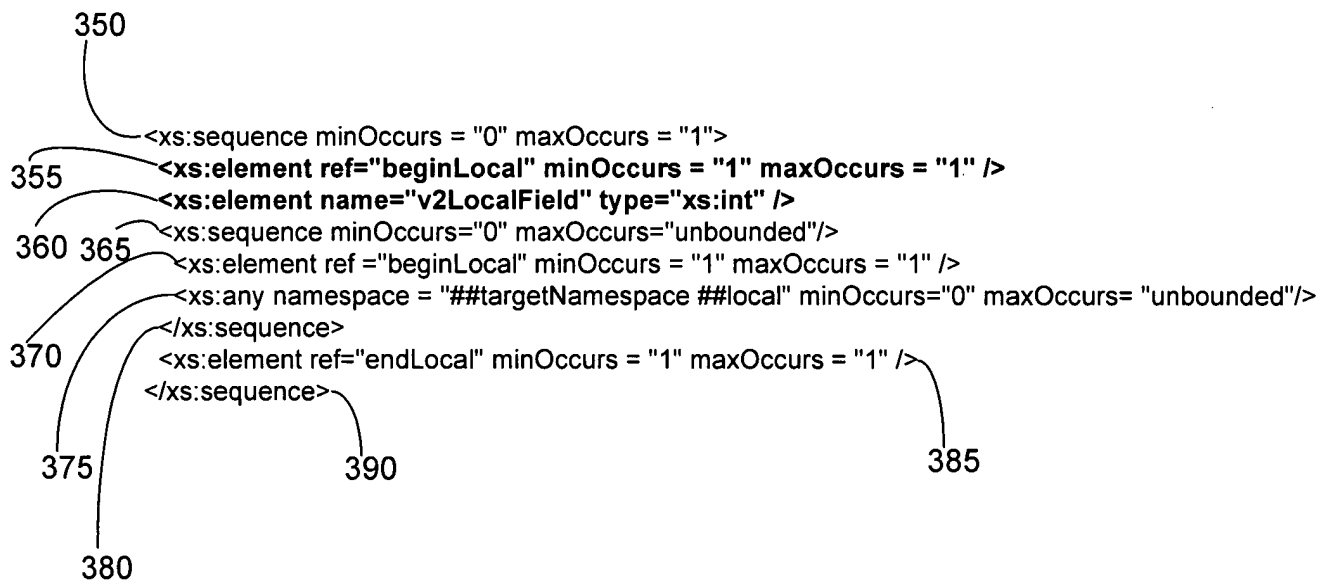 350
<xs:sequence minOccurs = "0" maxOccurs = "1">
355
<xs:element ref="beginLocal" minOccurs = "1" maxOccurs = "1" />
<xs:element name="v2LocalField" type="xs:int" />
360 365
<xs:sequence minOccurs="0" maxOccurs="unbounded"/>
<xs:element ref ="beginLocal" minOccurs = "1" maxOccurs = "1" />
<xs:any namespace = "##targetNamespace ##local" minOccurs="0" maxOccurs= "unbounded"/>
</xs:sequence>
370
<xs:element ref="endLocal" minOccurs = "1" maxOccurs = "1" />
</xs:sequence>
375
390
385
380